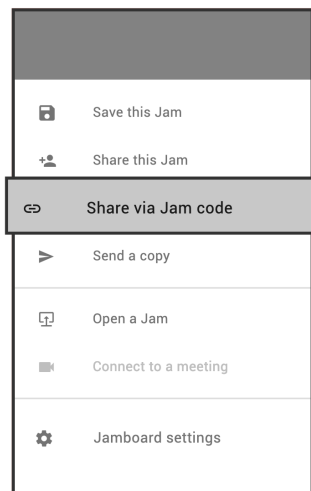 Save this Jam
Share this Jam
Share via Jam code
Send a copy
Open a Jam
Connect to a meeting
Jamboard settings